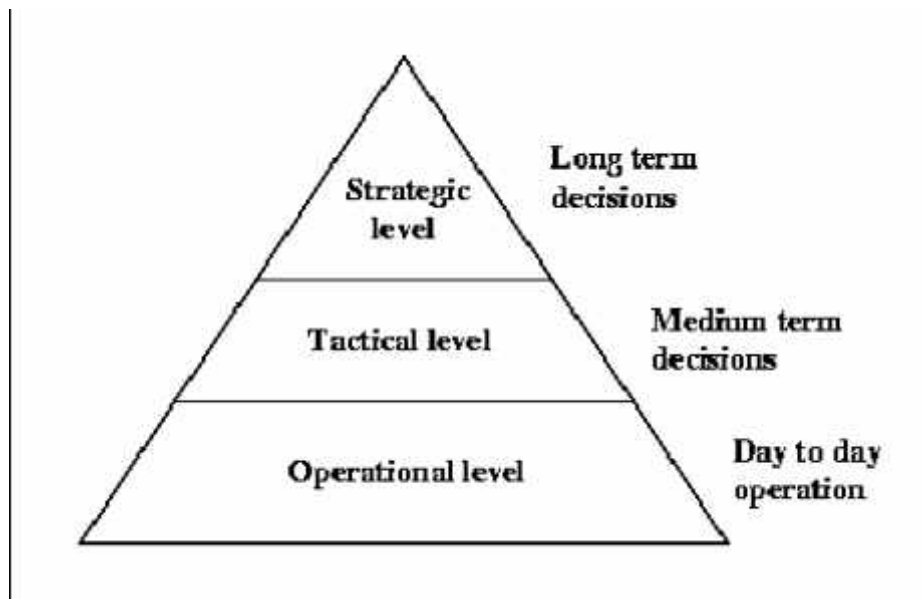 Strategic
level
Long term
decisions
Tactical level
Medium term
decisions
Operational level
Day to day
operation